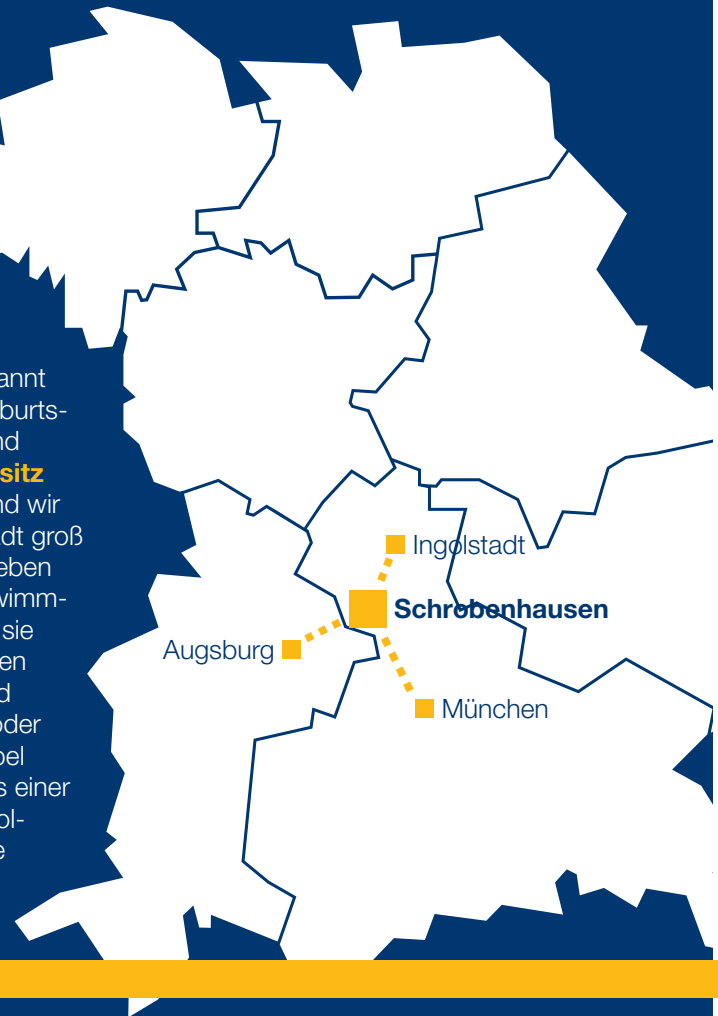 annt
burts-
nd
sitz
nd wir
dt groß
eben
wimm-
sie
en
d
oder
bel
s einer
ol-
e
Ingolstadt
Schrobenhausen
Augsburg
München